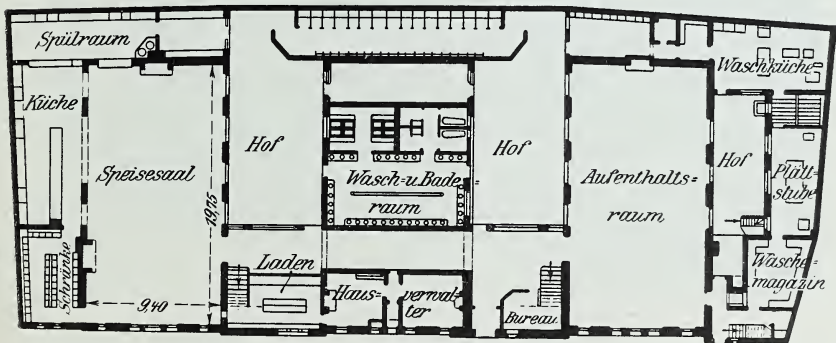 Spülraum
Küche
Speisesaal
19,75
9,40
Schränke
Hof
Laden
Wasch- u. Bade-
raum
Haus-
verwal-
ter
Hof
Bureau
Aufenthalts-
raum
Waschküche
Hof
Plätt-
stube
Wäsche-
magazin